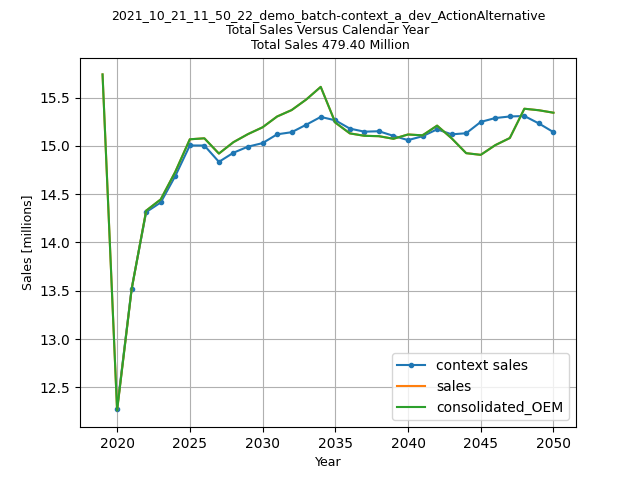 2021_10_21_11_50_22_demo_batch-context_a_dev_ActionAlternative
Total Sales Versus Calendar Year
Total Sales 479.40 Million
Sales [millions]
15.5
15.0
14.5
14.0
13.5
13.0
12.5
context sales
sales
consolidated_OEM
2020
2025
2030
2035
2040
2045
2050
Year